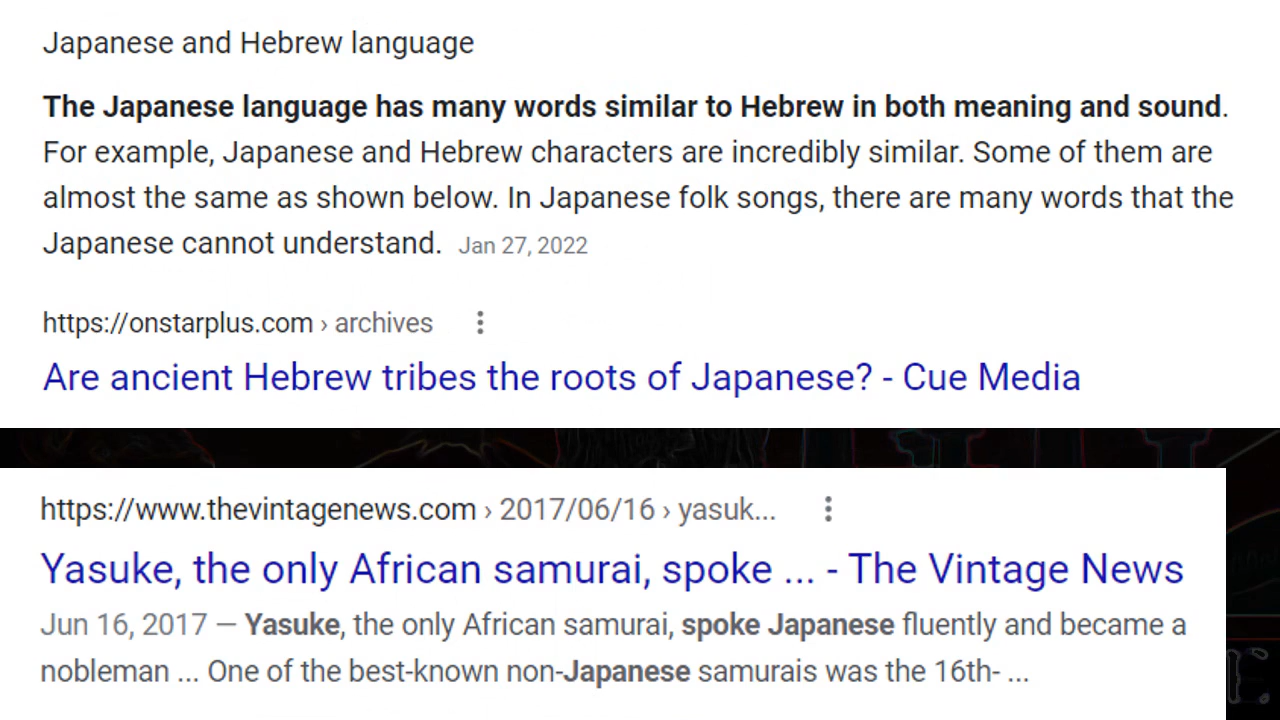 Japanese and Hebrew language
The Japanese language has many words similar to Hebrew in both meaning and sound.
For example, Japanese and Hebrew characters are incredibly similar. Some of them are
almost the same as shown below. In Japanese folk songs, there are many words that the
Japanese cannot understand. Jan 27, 2022
https://onstarplus.com › archives
Are ancient Hebrew tribes the roots of Japanese? - Cue Media
https://www.thevintagenews.com › 2017/06/16 › yasuk...
Yasuke, the only African samurai, spoke ... - The Vintage News
Jun 16, 2017 — Yasuke, the only African samurai, spoke Japanese fluently and became a
nobleman ... One of the best-known non-Japanese samurais was the 16th- ...